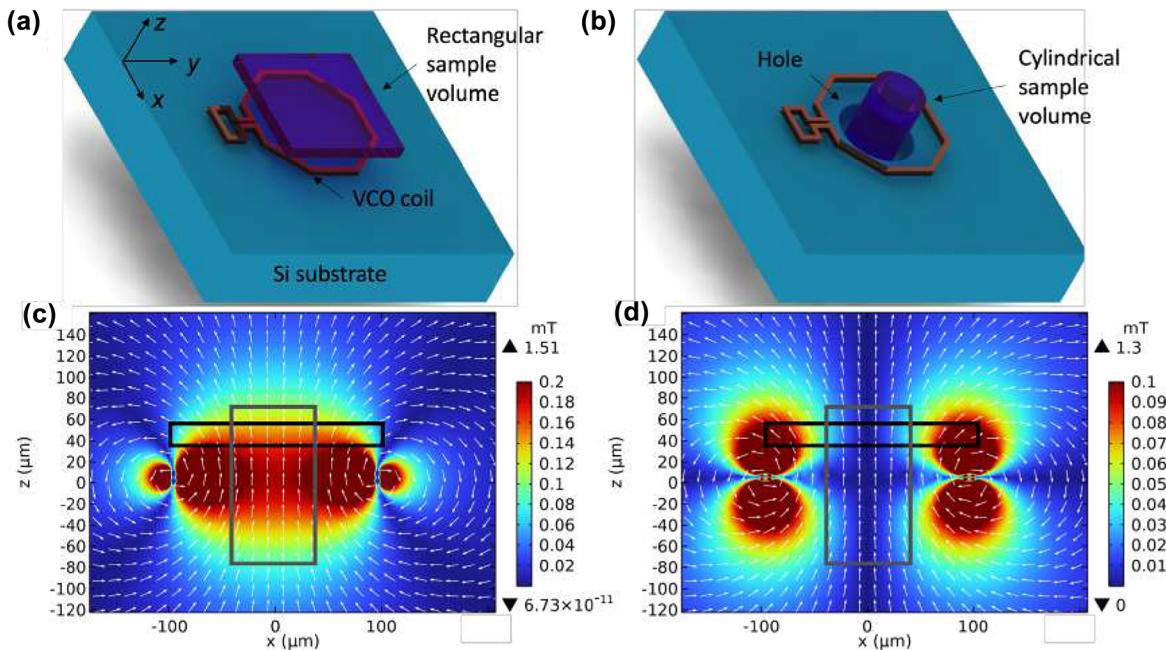 (a)
z
y
x
Rectangular
sample
volume
VCO coil
Si substrate
(b)
Hole
Cylindrical
sample
volume
(c)
mT
▲ 1.51
140
120
100
80
60
40
20
0
-20
-40
-60
-80
-100
-120
z (µm)
-100
0
100
x (µm)
0.2
0.18
0.16
0.14
0.12
0.1
0.08
0.06
0.04
0.02
▼ 6.73×10⁻¹¹
(d)
mT
▲ 1.3
140
120
100
80
60
40
20
0
-20
-40
-60
-80
-100
-120
z (µm)
-100
0
100
x (µm)
0.1
0.09
0.08
0.07
0.06
0.05
0.04
0.03
0.02
0.01
▼ 0